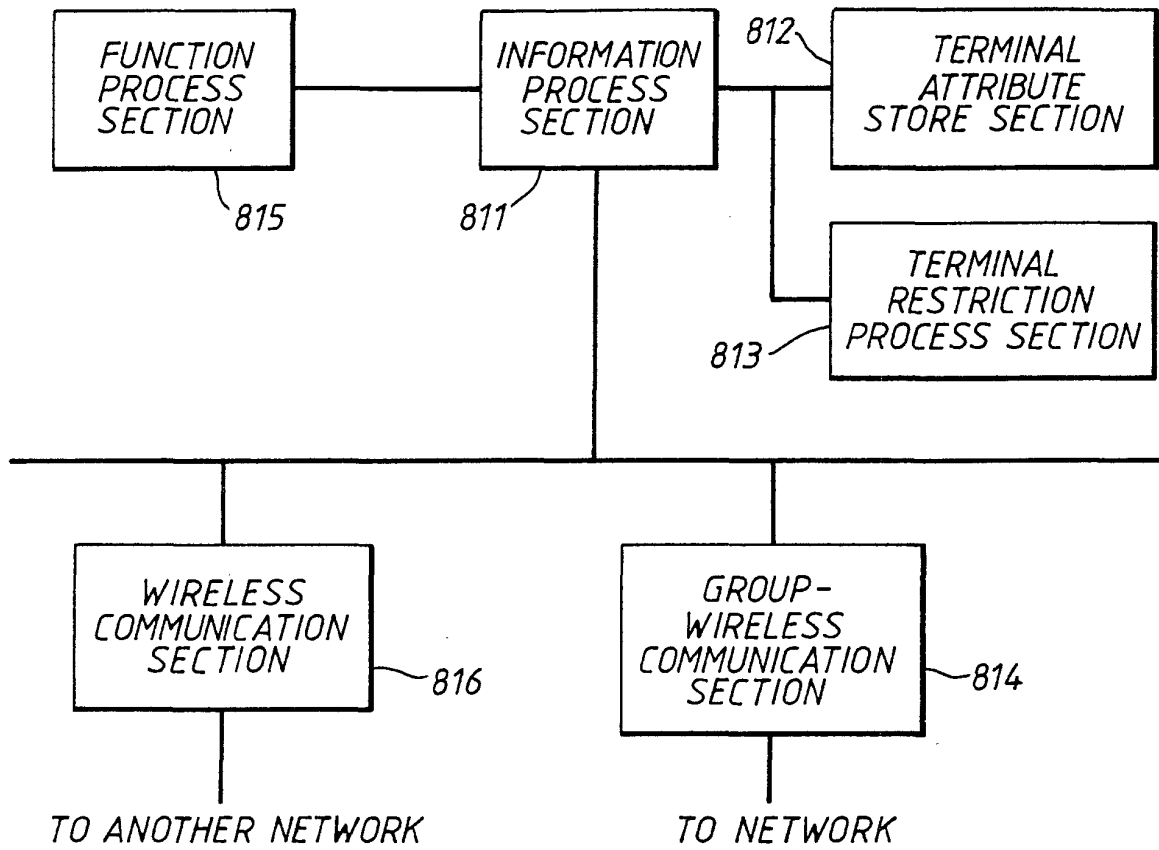 FUNCTION
PROCESS
SECTION
815
INFORMATION
PROCESS
SECTION
811
812
TERMINAL
ATTRIBUTE
STORE SECTION
TERMINAL
RESTRICTION
PROCESS SECTION
813
WIRELESS
COMMUNICATION
SECTION
816
GROUP-
WIRELESS
COMMUNICATION
SECTION
814
TO ANOTHER NETWORK
TO NETWORK